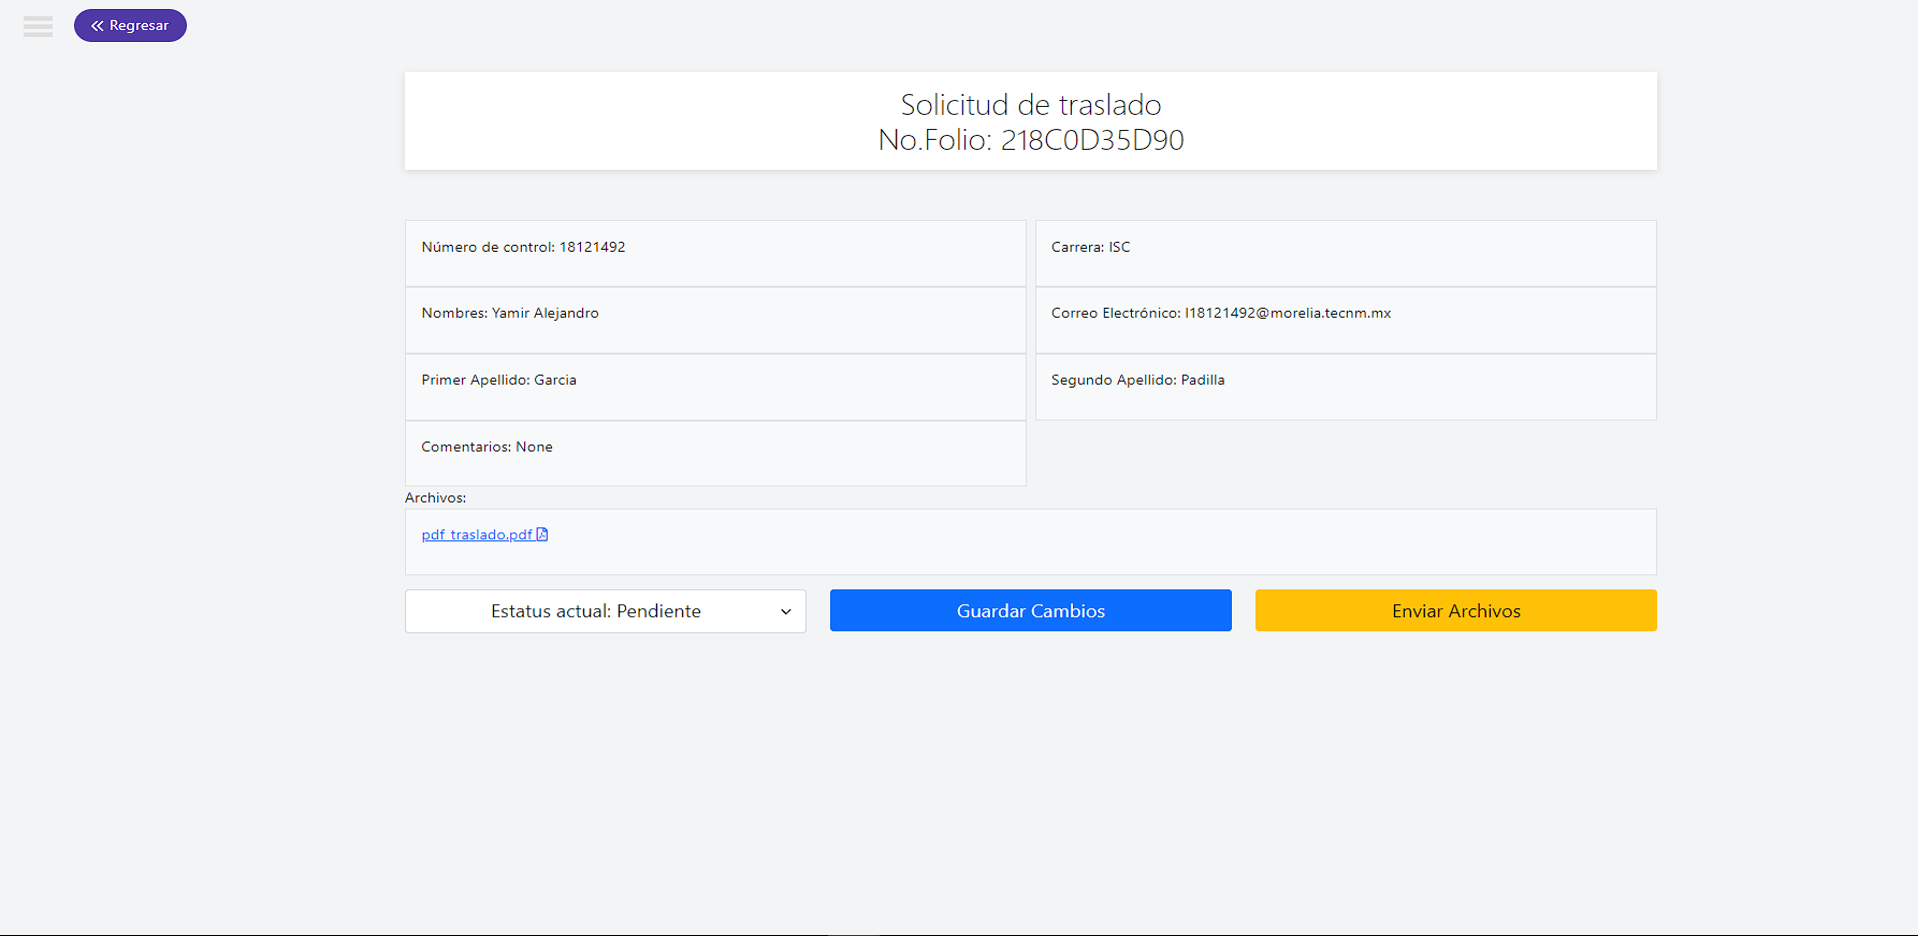 Regresar
Solicitud de traslado
No.Folio: 218C0D35D90
Número de control: 18121492
Carrera: ISC
Nombres: Yamir Alejandro
Correo Electrónico: l18121492@morelia.tecnm.mx
Primer Apellido: Garcia
Segundo Apellido: Padilla
Comentarios: None
Archivos:
pdf_traslado.pdf
Estatus actual: Pendiente
Guardar Cambios
Enviar Archivos